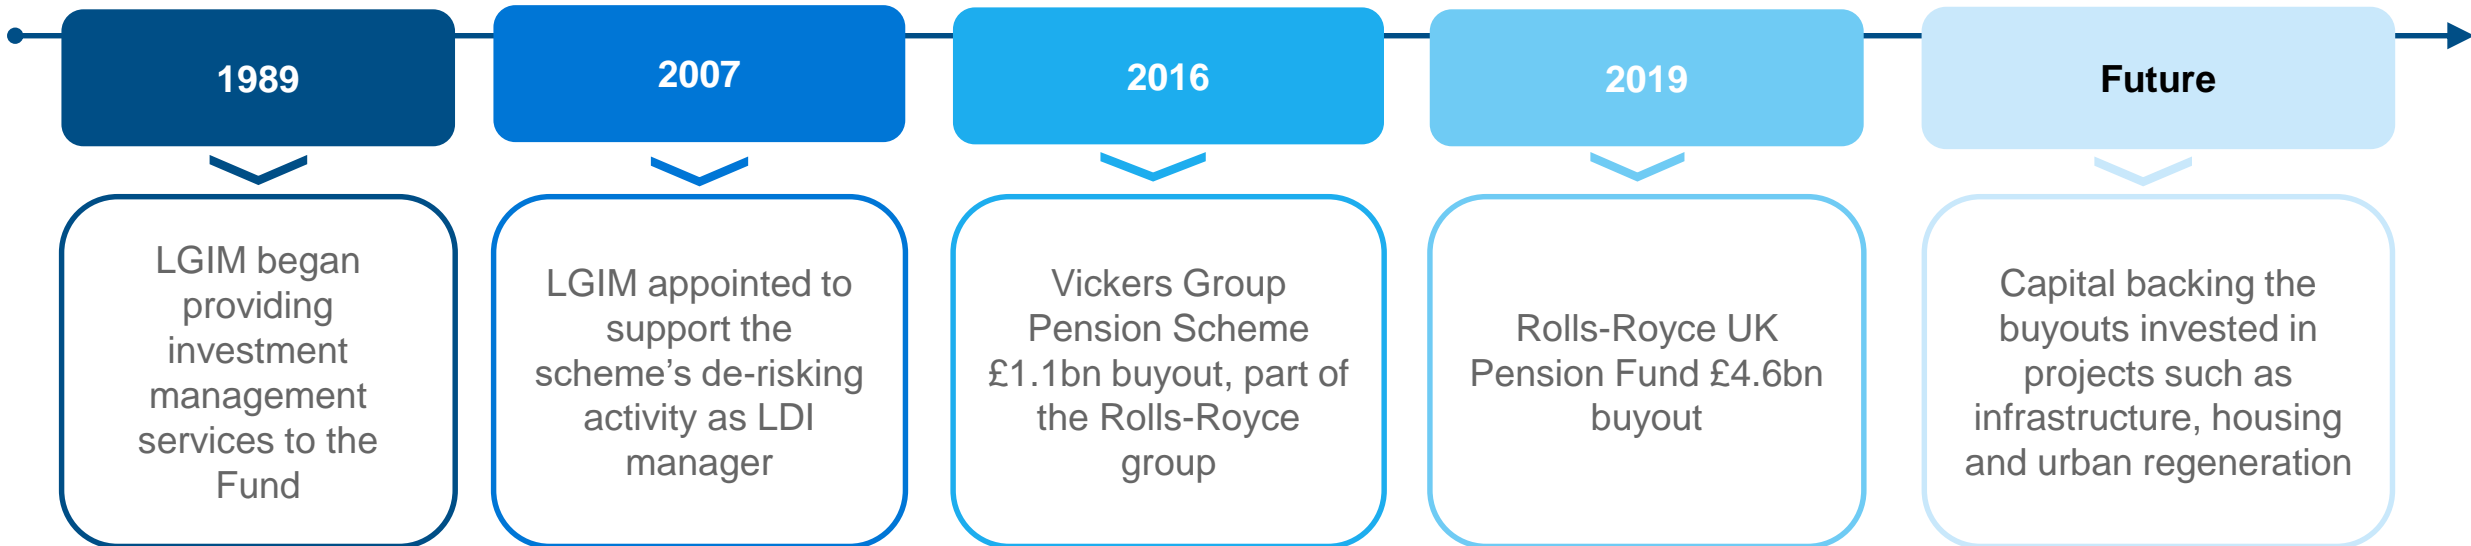 1989
LGIM began
providing
investment
management
services to the
Fund
2007
LGIM appointed to
support the
scheme's de-risking
activity as LDI
manager
2016
Vickers Group
Pension Scheme
£1.1bn buyout, part of
the Rolls-Royce
group
2019
Rolls-Royce UK
Pension Fund £4.6bn
buyout
Future
Capital backing the
buyouts invested in
projects such as
infrastructure, housing
and urban regeneration